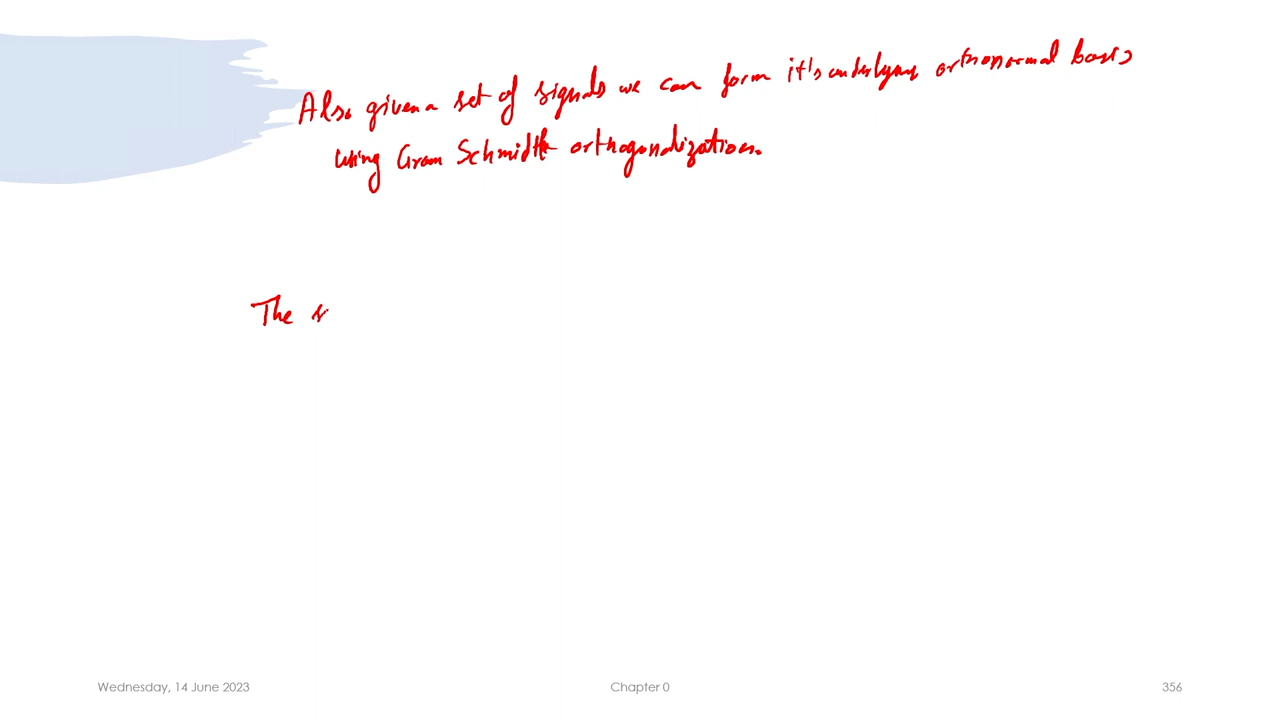 Also given a set of signals we can form it's underlying orthonormal basis
using Gram Schmidth orthogonalization.
The s
Wednesday, 14 June 2023
Chapter 0
356